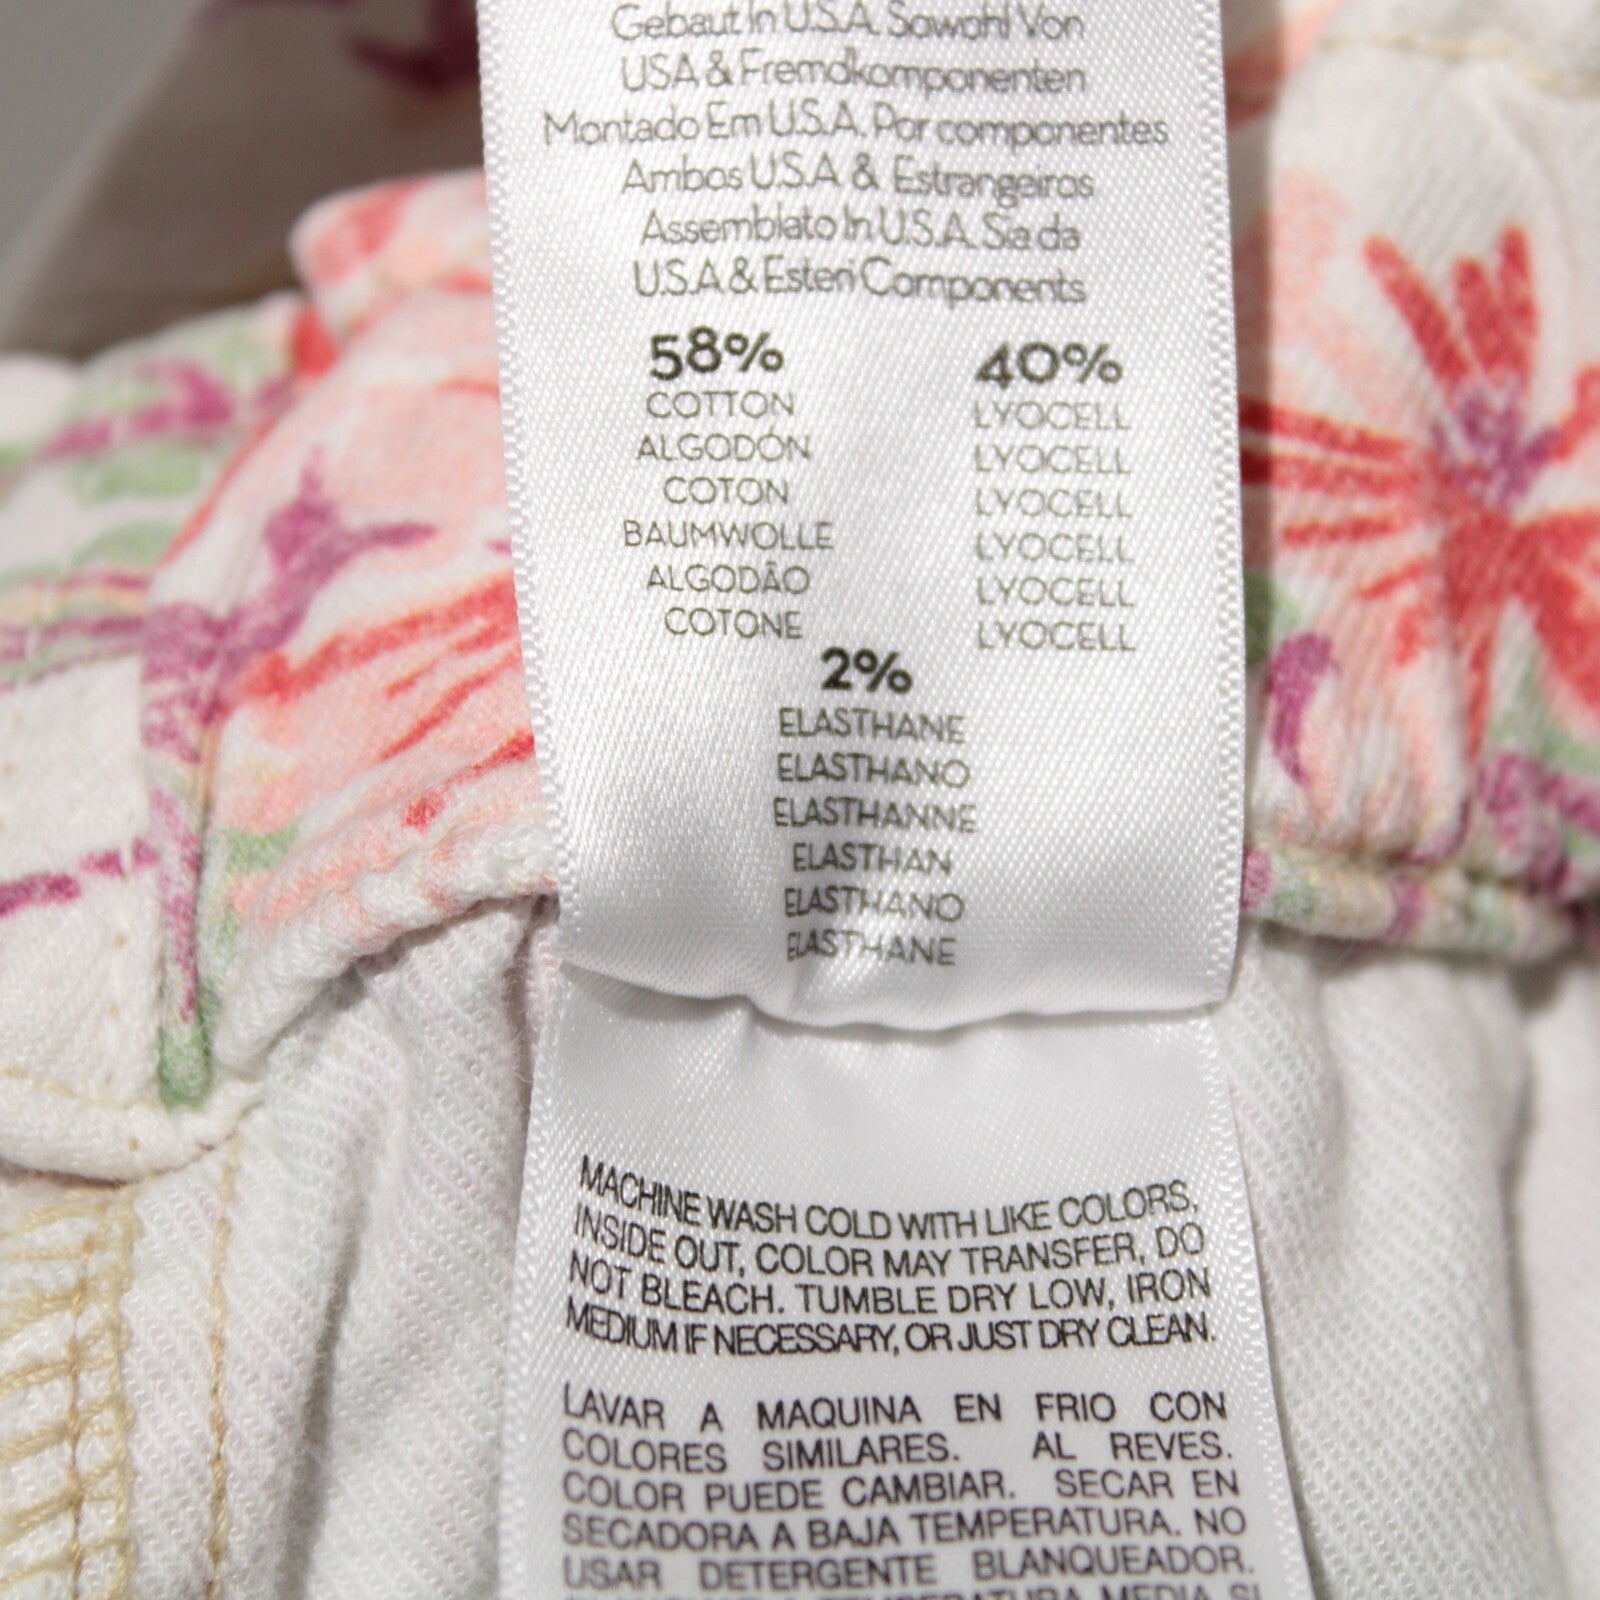 Gebaut In U.S.A. Sowohl Von
USA & Fremdkomponenten
Montado Em U.S.A. Por componentes
Ambos U.S.A & Estrangeiros
Assemblato In U.S.A. Sia da
U.S.A & Esteri Components
58%
COTTON
ALGODÓN
COTON
BAUMWOLLE
ALGODÃO
COTONE
40%
LYOCELL
LYOCELL
LYOCELL
LYOCELL
LYOCELL
LYOCELL
2%
ELASTHANE
ELASTHANO
ELASTHANNE
ELASTHAN
ELASTHANO
ELASTHANE
MACHINE WASH COLD WITH LIKE COLORS,
INSIDE OUT, COLOR MAY TRANSFER, DO
NOT BLEACH. TUMBLE DRY LOW, IRON
MEDIUM IF NECESSARY, OR JUST DRY CLEAN.
LAVAR A MAQUINA EN FRIO CON
COLORES SIMILARES. AL REVES.
COLOR PUEDE CAMBIAR. SECAR EN
SECADORA A BAJA TEMPERATURA. NO
USAR DETERGENTE BLANQUEADOR.
TEMPERATURA MEDIA SI